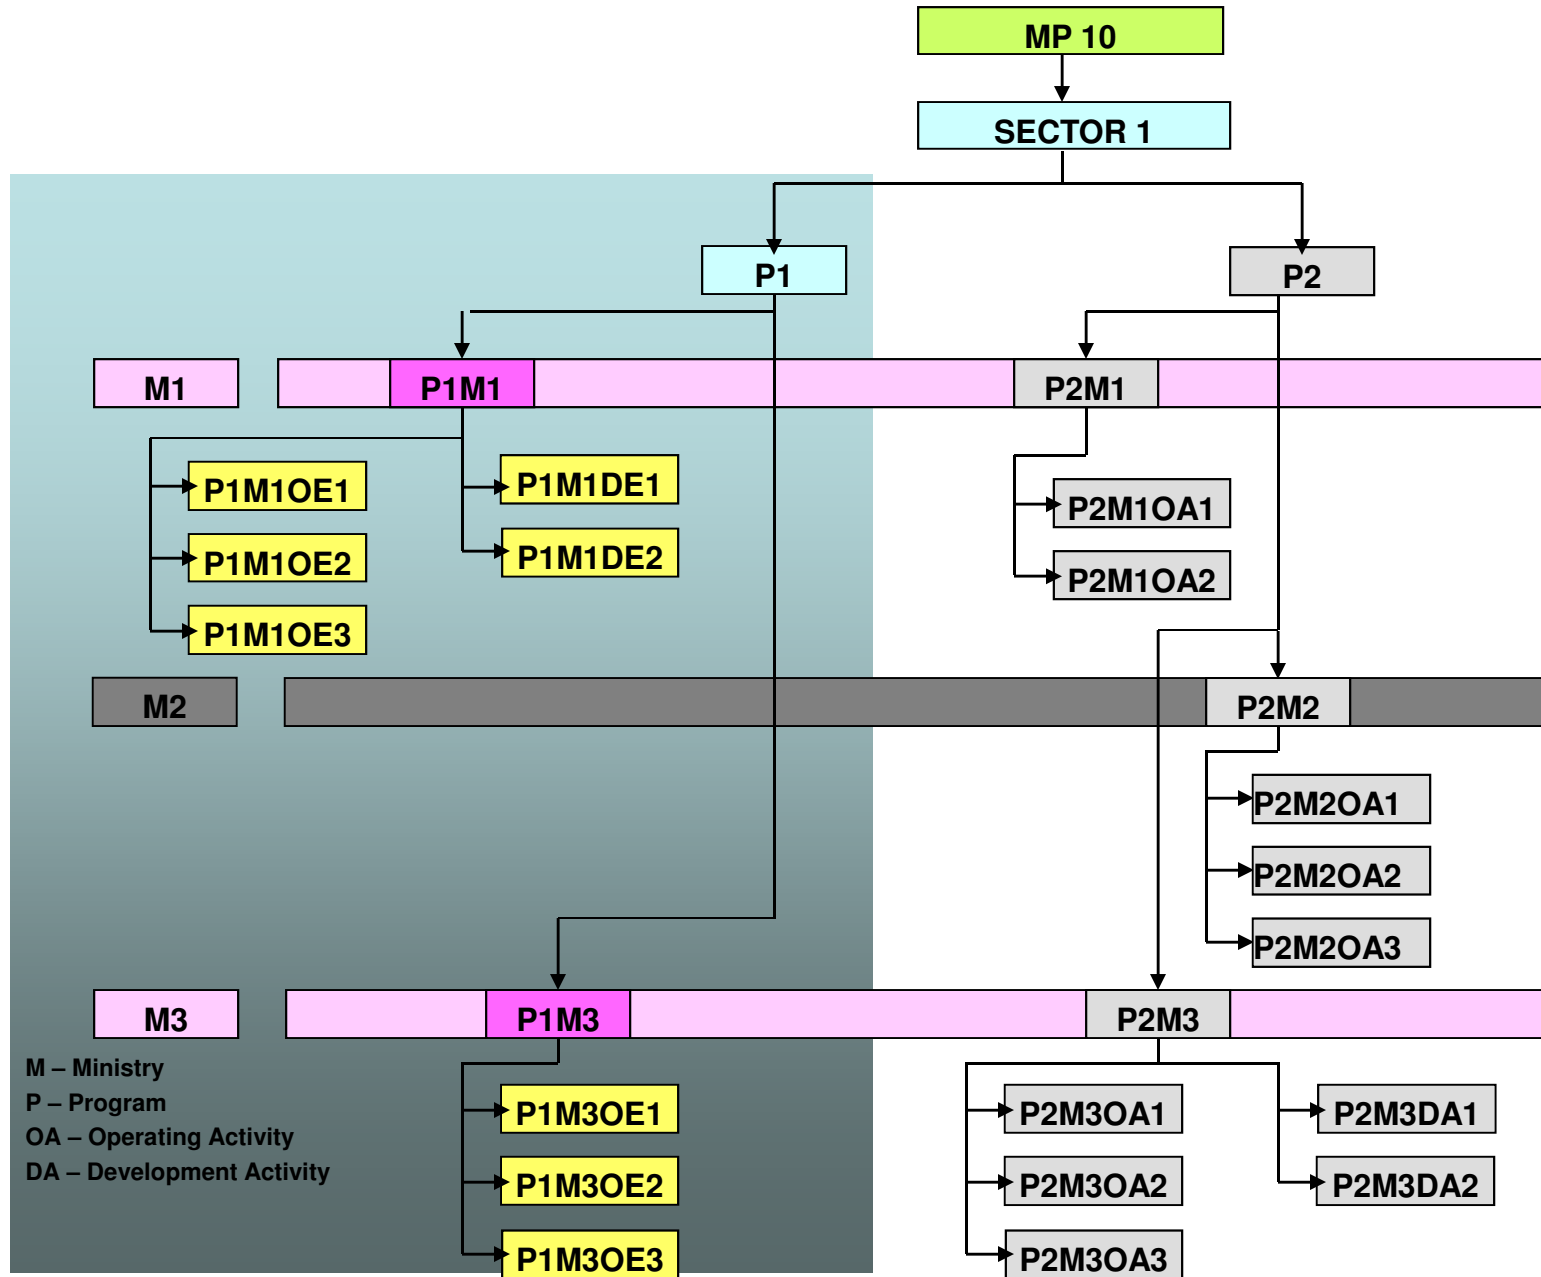 MP 10
SECTOR 1
P1
P2
M1
P1M1
P2M1
P1M1OE1
P1M1DE1
P2M1OA1
P1M1OE2
P1M1DE2
P2M1OA2
P1M1OE3
M2
P2M2
P2M2OA1
P2M2OA2
P2M2OA3
M3
P1M3
P2M3
M – Ministry
P – Program
OA – Operating Activity
DA – Development Activity
P1M3OE1
P2M3OA1
P2M3DA1
P1M3OE2
P2M3OA2
P2M3DA2
P1M3OE3
P2M3OA3